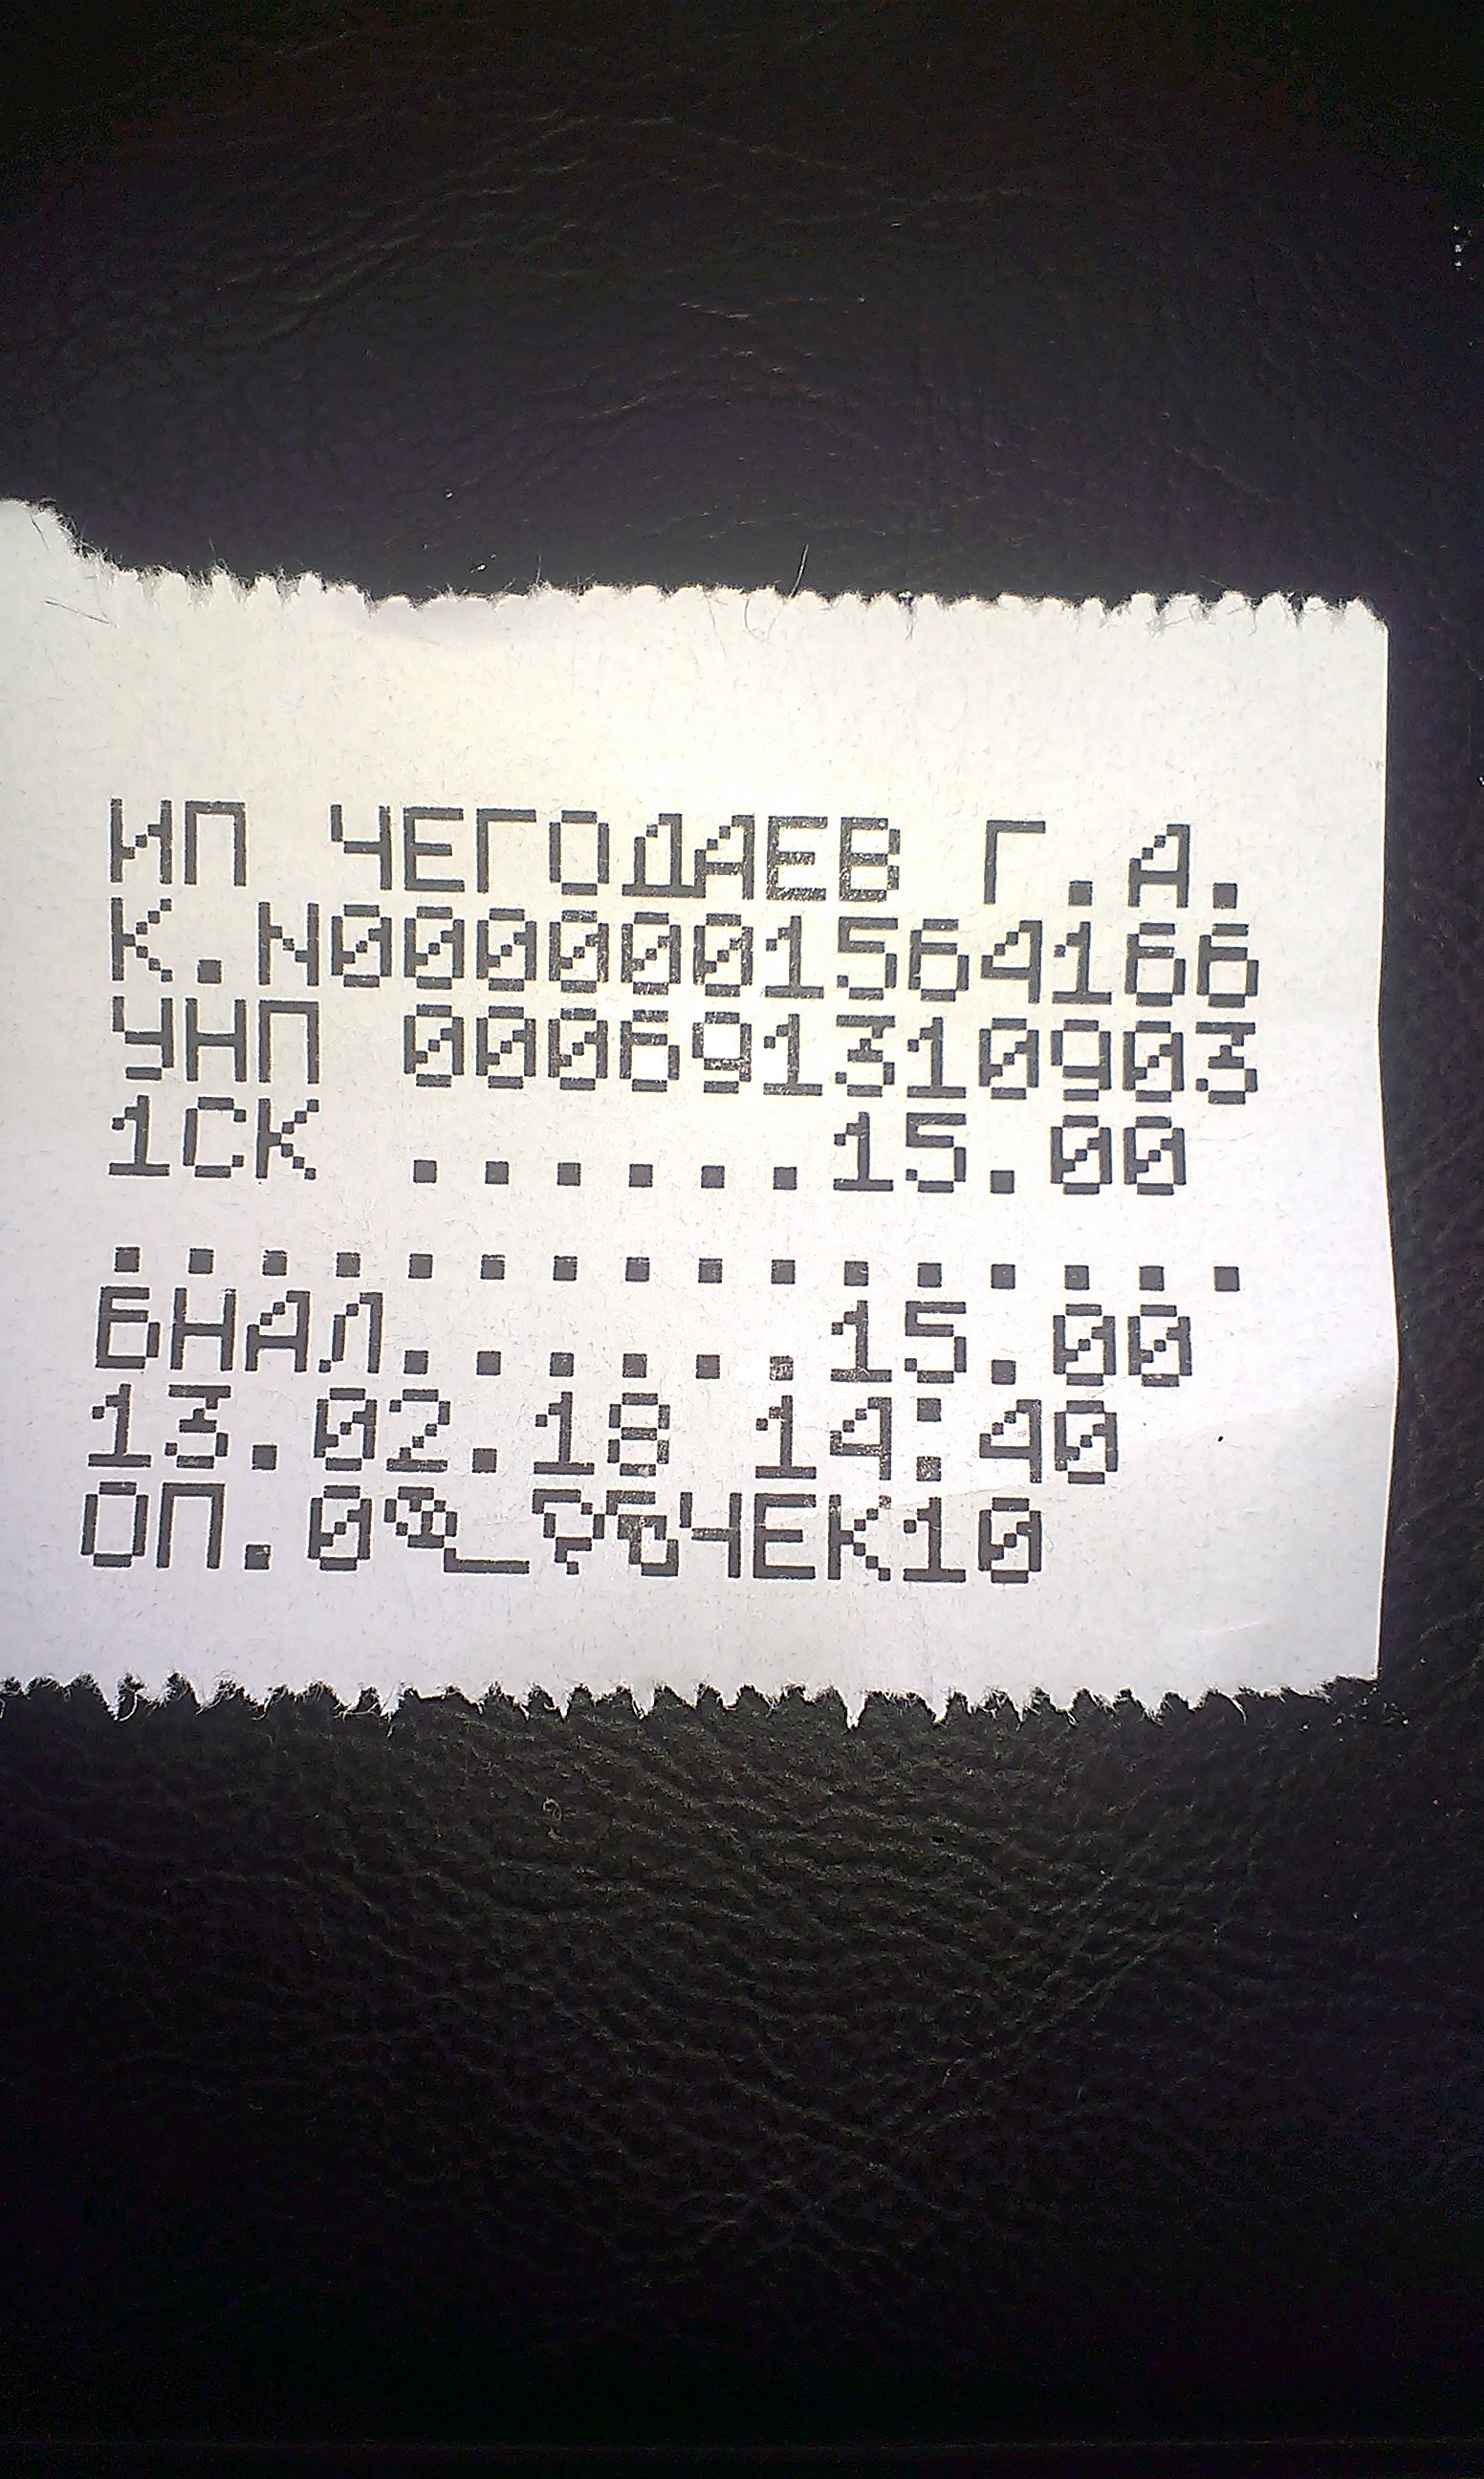 ИП ЧЕГОДАЕВ Г.А.
К.N0000001564166
УНП 000691310903
1СК ......15.00
................
БНАЛ......15.00
13.02.18 14:40
ОП.0 ЧЕК10